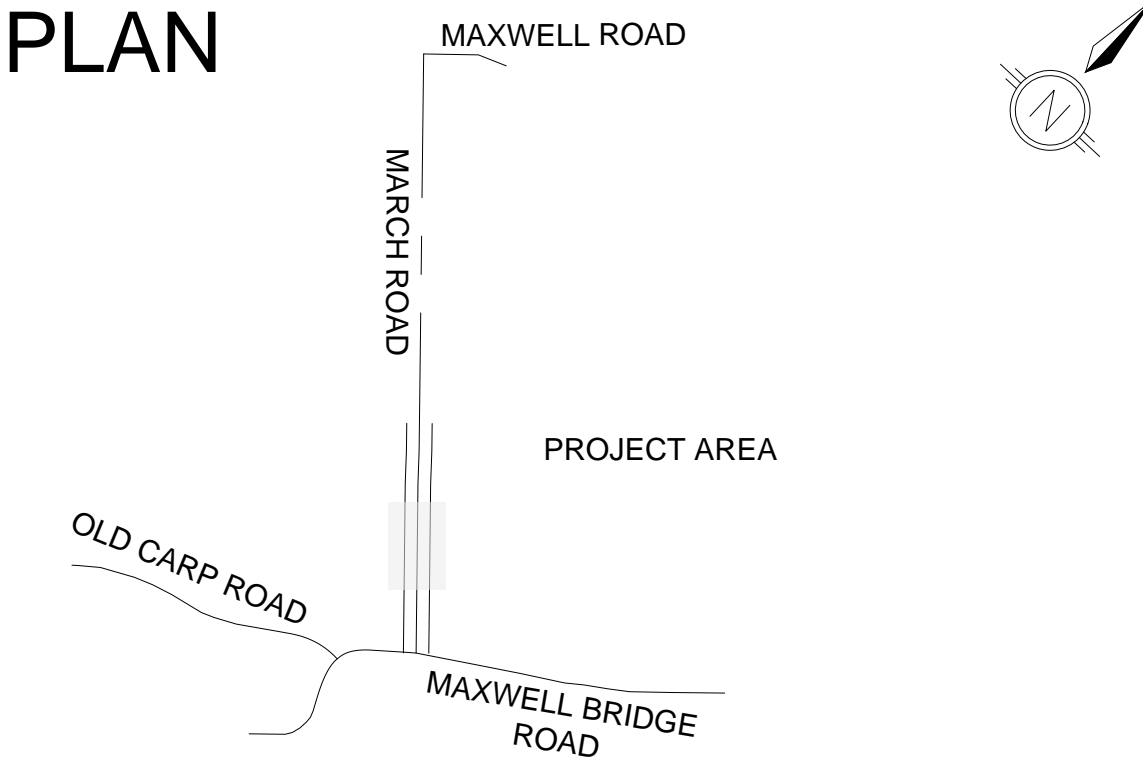 PLAN
MAXWELL ROAD
N
MARCH ROAD
PROJECT AREA
OLD CARP ROAD
MAXWELL BRIDGE
ROAD